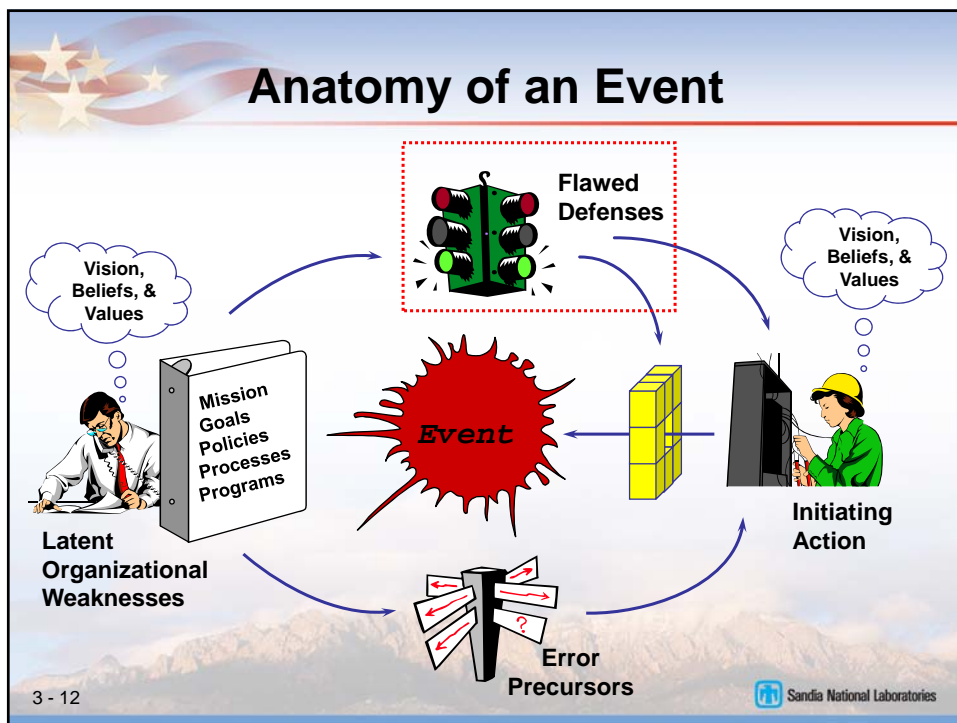 Anatomy of an Event
Flawed
Defenses
Vision,
Beliefs, &
Values
Vision,
Beliefs, &
Values
Mission
Goals
Policies
Processes
Programs
Event
Latent
Organizational
Weaknesses
Initiating
Action
?
Error
Precursors
3 - 12
Sandia National Laboratories